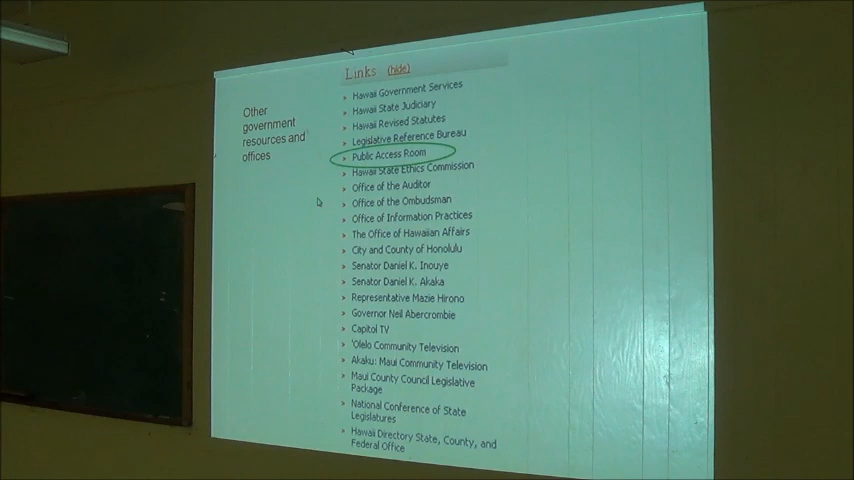 Links (hide)
Other
government
resources and
offices
Hawaii Government Services
Hawaii State Judiciary
Hawaii Revised Statutes
Legislative Reference Bureau
Public Access Room
Hawaii State Ethics Commission
Office of the Auditor
Office of the Ombudsman
Office of Information Practices
The Office of Hawaiian Affairs
City and County of Honolulu
Senator Daniel K. Inouye
Senator Daniel K. Akaka
Representative Mazie Hirono
Governor Neil Abercrombie
Capitol TV
'Olelo Community Television
Akaku: Maui Community Television
Maui County Council Legislative
Package
National Conference of State
Legislatures
Hawaii Directory State, County, and
Federal Office